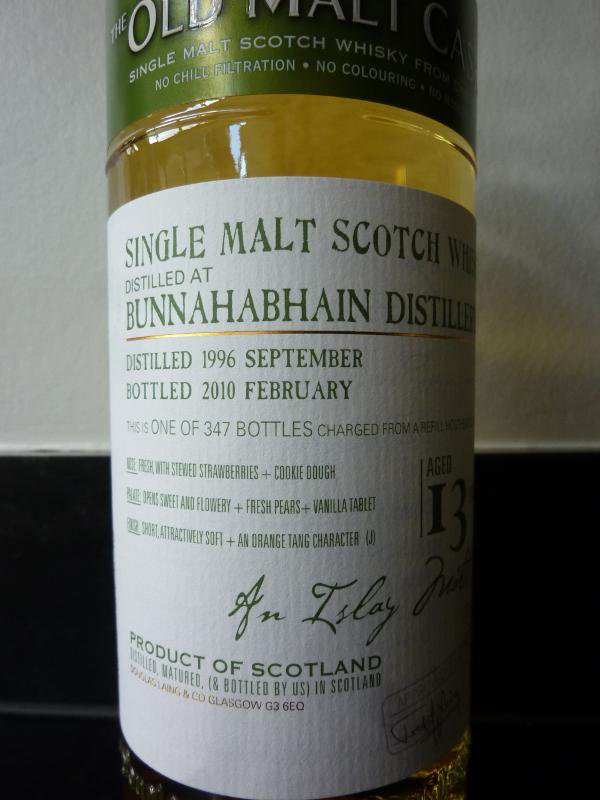 THE OLD MALT CAS
SINGLE MALT SCOTCH WHISKY FROM
NO CHILL FILTRATION • NO COLOURING • NO
SINGLE MALT SCOTCH WHIS
DISTILLED AT
BUNNAHABHAIN DISTILLE
DISTILLED 1996 SEPTEMBER
BOTTLED 2010 FEBRUARY
THIS IS ONE OF 347 BOTTLES CHARGED FROM A REFILL
NOSE: FRESH, WITH STEWED STRAWBERRIES + COOKIE DOUGH
PALATE: OPENS SWEET AND FLOWERY + FRESH PEARS + VANILLA TABLET
FINISH: SHORT, ATTRACTIVELY SOFT + AN ORANGE TANG CHARACTER (J)
AGED
13
An Islay
PRODUCT OF SCOTLAND
DISTILLED, MATURED, (& BOTTLED BY US) IN SCOTLAND
DOUGLAS LAING & CO GLASGOW G3 6EQ